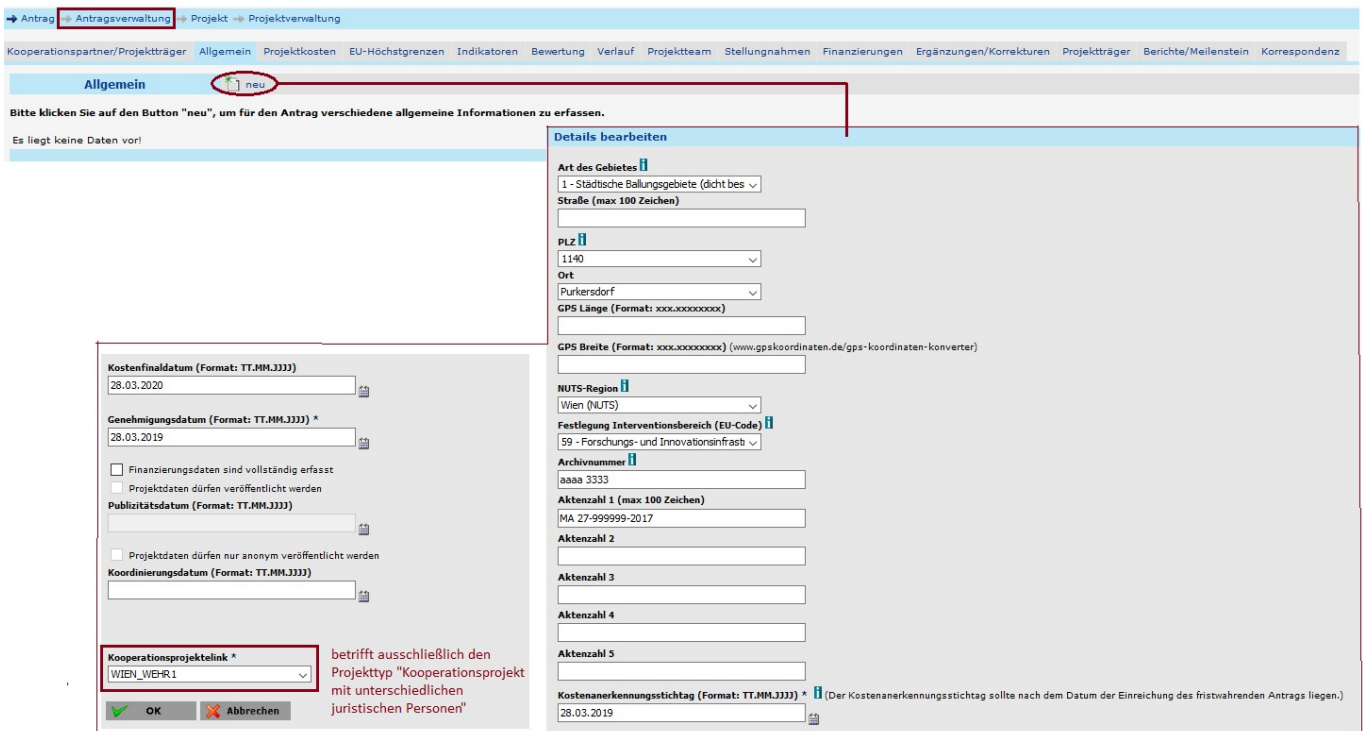 Antrag Antragsverwaltung Projekt Projektverwaltung
Kooperationspartner/Projektträger Allgemein Projektkosten EU-Höchstgrenzen Indikatoren Bewertung Verlauf Projektteam Stellungnahmen Finanzierungen Ergänzungen/Korrekturen Projektträger Berichte/Meilenstein Korrespondenz
Allgemein neu
Bitte klicken Sie auf den Button "neu", um für den Antrag verschiedene allgemeine Informationen zu erfassen.
Es liegt keine Daten vor!
Details bearbeiten
Art des Gebietes
1 - Städtische Ballungsgebiete (dicht bes
Straße (max 100 Zeichen)
PLZ
1140
Ort
Purkersdorf
GPS Länge (Format: xxx.xxxxxxxx)
GPS Breite (Format: xxx.xxxxxxxx) (www.gpskoordinaten.de/gps-koordinaten-konverter)
NUTS-Region
Wien (NUTS)
Festlegung Interventionsbereich (EU-Code)
59 - Forschungs- und Innovationsinfrastr
Archivnummer
aaaa 3333
Aktenzahl 1 (max 100 Zeichen)
MA 27-999999-2017
Aktenzahl 2
Aktenzahl 3
Aktenzahl 4
Aktenzahl 5
Kostenanerkennungsstichtag (Format: TT.MM.JJJJ) * (Der Kostenanerkennungsstichtag sollte nach dem Datum der Einreichung des fristwahrenden Antrags liegen.)
28.03.2019
Kostenfinaldatum (Format: TT.MM.JJJJ)
28.03.2020
Genehmigungsdatum (Format: TT.MM.JJJJ) *
28.03.2019
Finanzierungsdaten sind vollständig erfasst
Projektdaten dürfen veröffentlicht werden
Publizitätsdatum (Format: TT.MM.JJJJ)
Projektdaten dürfen nur anonym veröffentlicht werden
Koordinierungsdatum (Format: TT.MM.JJJJ)
Kooperationsprojektelink *
WIEN_WEHR1
betrifft ausschließlich den
Projekttyp "Kooperationsprojekt
mit unterschiedlichen
juristischen Personen"
OK Abbrechen